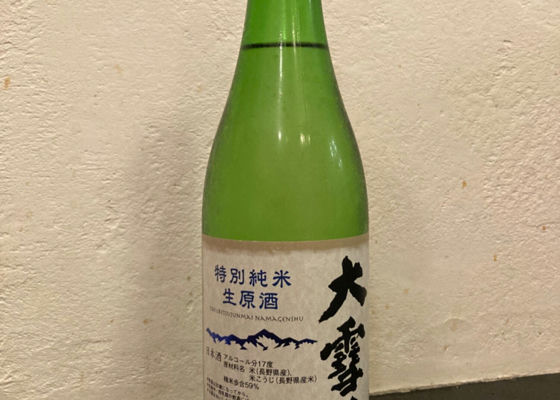 特別純米
生原酒
TOKUBETSUJUNMAI NAMAGENSHU
大雪
日本酒
アルコール分17度
原材料名 米(長野県産)、
米こうじ(長野県産米)
精米歩合59%